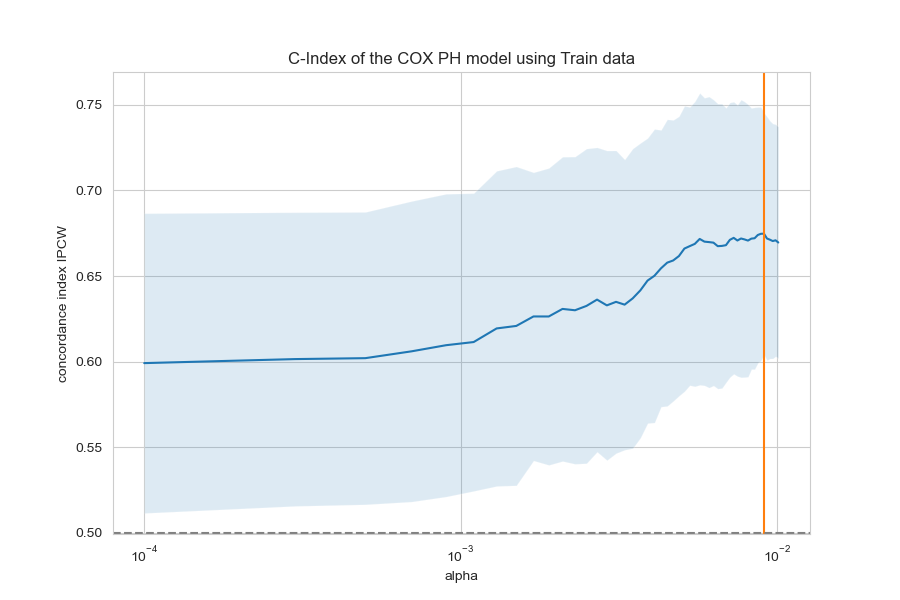 C-Index of the COX PH model using Train data
concordance index IPCW
0.75
0.70
0.65
0.60
0.55
0.50
10⁻⁴ 10⁻³ 10⁻²
alpha